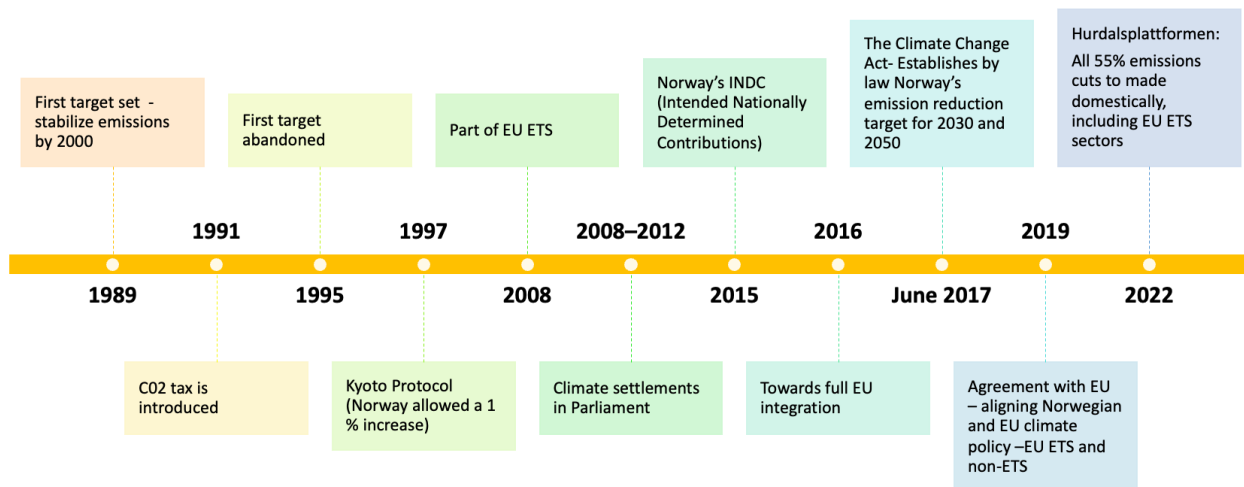 First target set  -
stabilize emissions
by 2000
First target
abandoned
Part of EU ETS
Norway's INDC
(Intended Nationally
Determined
Contributions)
The Climate Change
Act- Establishes by
law Norway's
emission reduction
target for 2030 and
2050
Hurdalsplattformen:
All 55% emissions
cuts to made
domestically,
including EU ETS
sectors
1991
1997
2008–2012
2016
2019
1989
1995
2008
2015
June 2017
2022
C02 tax is
introduced
Kyoto Protocol
(Norway allowed a 1
% increase)
Climate settlements
in Parliament
Towards full EU
integration
Agreement with EU
– aligning Norwegian
and EU climate
policy –EU ETS and
non-ETS